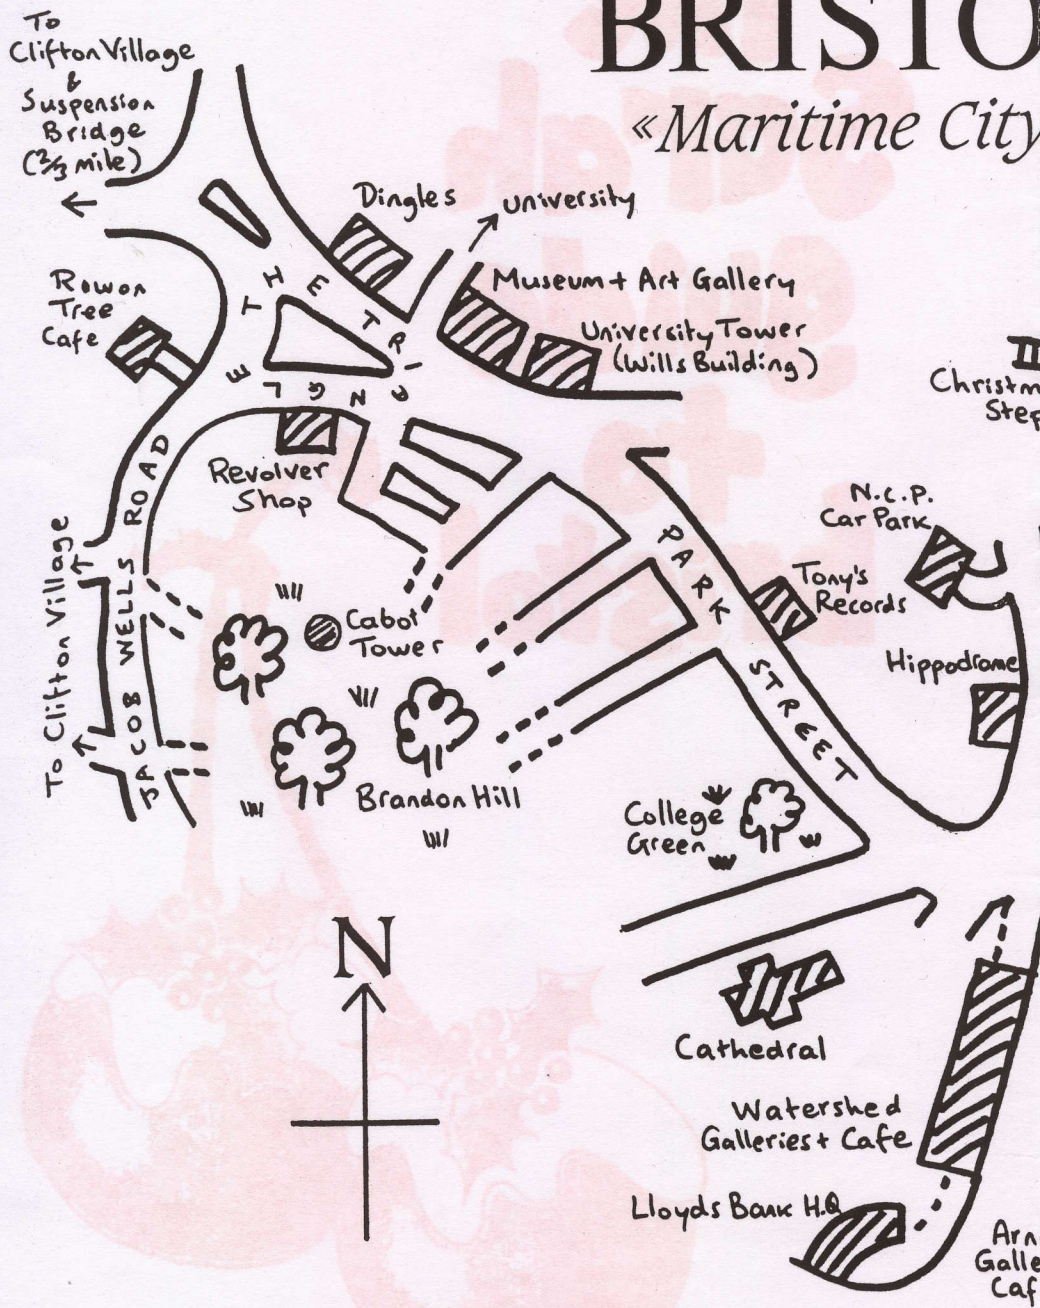 BRISTO
«Maritime City
To
Clifton Village
&
Suspension
Bridge
(2/3 mile)
Dingles
University
Museum + Art Gallery
University Tower
(Wills Building)
Rowan
Tree
Cafe
THE TRIANGLE
Revolver
Shop
JACOB WELLS ROAD
To Clifton Village
To Clifton Village
Cabot
Tower
Brandon Hill
PARK STREET
Christm
Step
N.C.P.
Car Park
Tony's
Records
Hippodrome
College
Green
N
Cathedral
Watershed
Galleries + Cafe
Lloyds Bank H.Q
Arn
Galle
Caf